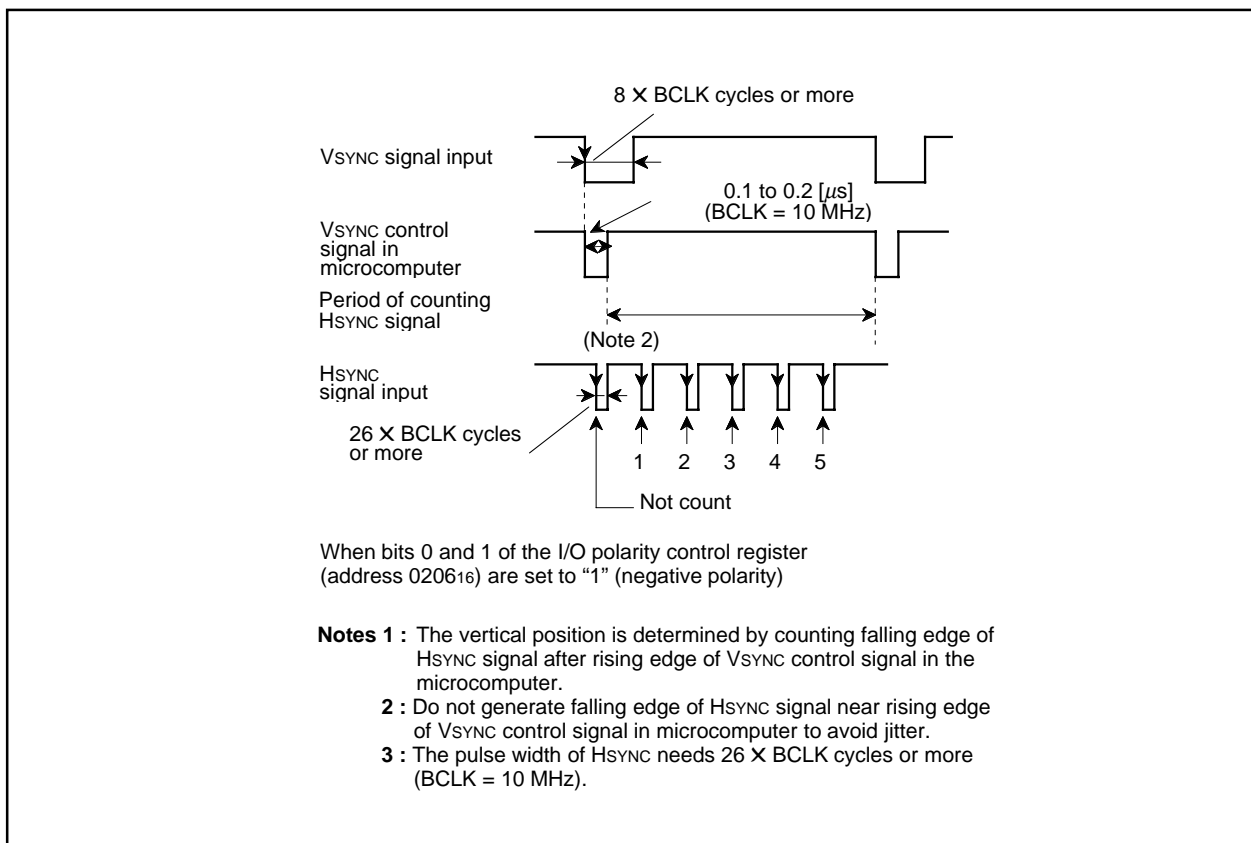 8 X BCLK cycles or more
VSYNC signal input
0.1 to 0.2 [μs]
(BCLK = 10 MHz)
VSYNC control
signal in
microcomputer
Period of counting
HSYNC signal
(Note 2)
HSYNC
signal input
26 X BCLK cycles
or more
1 2 3 4 5
Not count
When bits 0 and 1 of the I/O polarity control register
(address 020616) are set to “1” (negative polarity)
Notes 1 : The vertical position is determined by counting falling edge of
HSYNC signal after rising edge of VSYNC control signal in the
microcomputer.
2 : Do not generate falling edge of HSYNC signal near rising edge
of VSYNC control signal in microcomputer to avoid jitter.
3 : The pulse width of HSYNC needs 26 X BCLK cycles or more
(BCLK = 10 MHz).